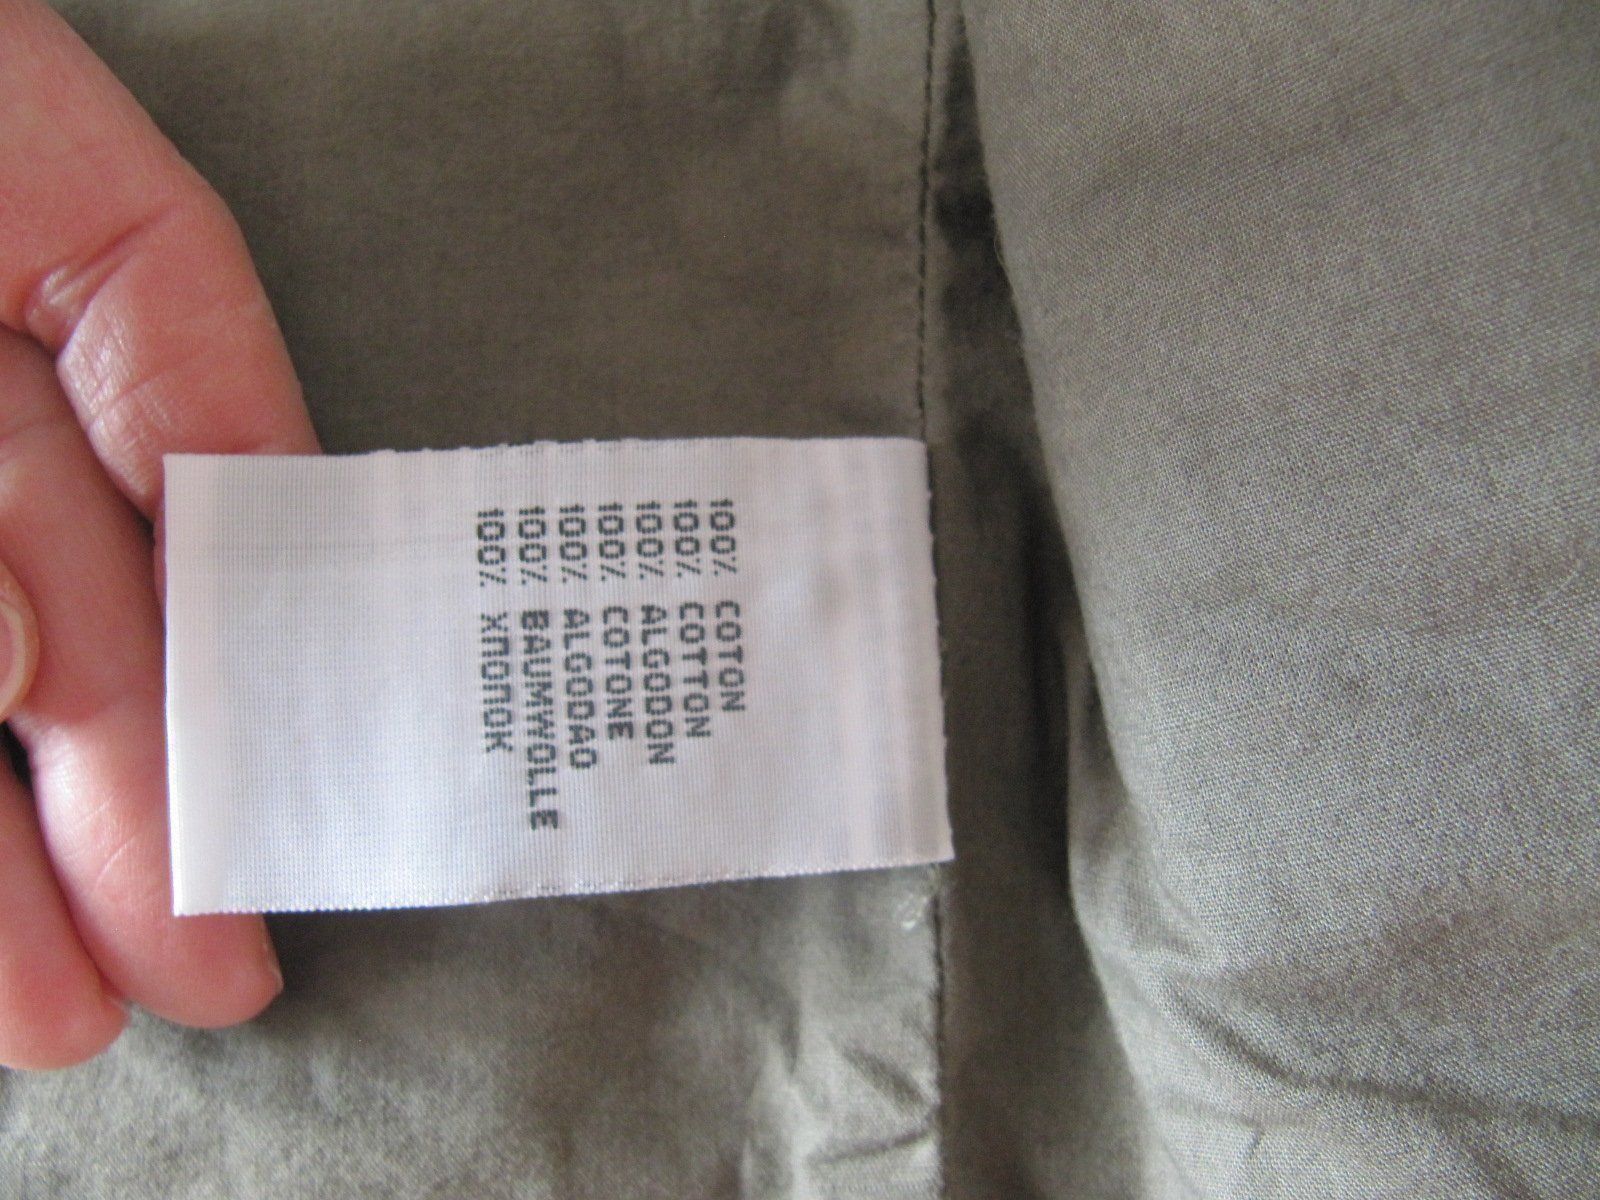 100% COTON
100% COTTON
100% ALGODON
100% COTONE
100% ALGODAO
100% BAUMWOLLE
100% ХЛОПОК